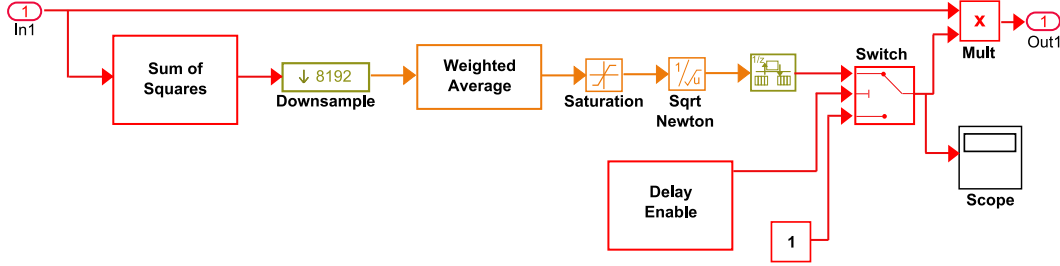 1
In1
Sum of
Squares
↓ 8192
Downsample
Weighted
Average
Saturation
1/√u
Sqrt
Newton
1/z
Switch
x
Mult
1
Out1
Delay
Enable
1
Scope